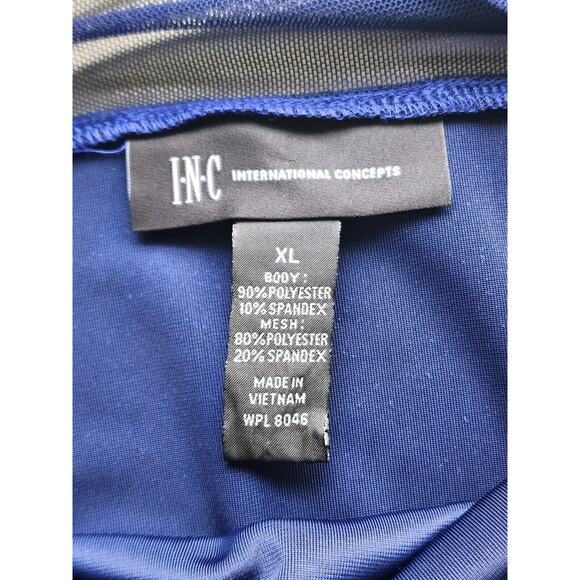 I·N·C INTERNATIONAL CONCEPTS
XL
BODY:
90%POLYESTER
10%SPANDEX
MESH:
80%POLYESTER
20%SPANDEX
MADE IN
VIETNAM
WPL 8046